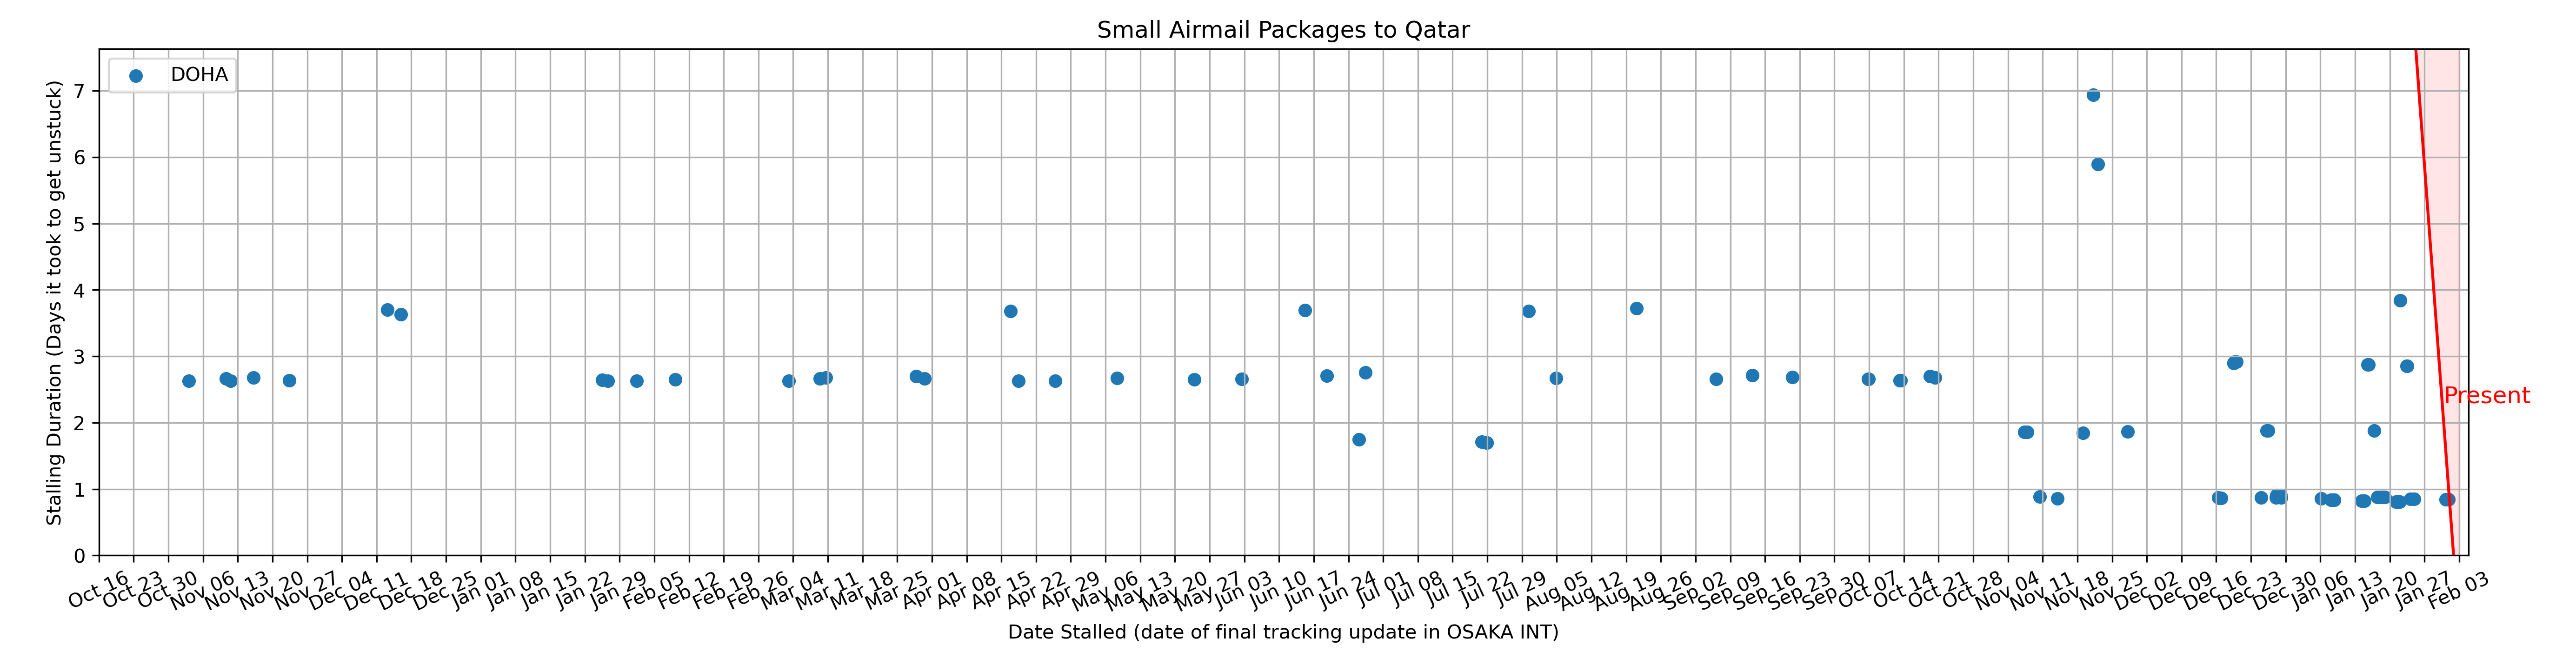 Small Airmail Packages to Qatar
DOHA
Stalling Duration (Days it took to get unstuck)
7
6
5
4
3
2
1
0
Present
Oct 16 Oct 23 Oct 30 Nov 06 Nov 13 Nov 20 Nov 27 Dec 04 Dec 11 Dec 18 Dec 25 Jan 01 Jan 08 Jan 15 Jan 22 Jan 29 Feb 05 Feb 12 Feb 19 Feb 26 Mar 04 Mar 11 Mar 18 Mar 25 Apr 01 Apr 08 Apr 15 Apr 22 Apr 29 May 06 May 13 May 20 May 27 Jun 03 Jun 10 Jun 17 Jun 24 Jul 01 Jul 08 Jul 15 Jul 22 Jul 29 Aug 05 Aug 12 Aug 19 Aug 26 Sep 02 Sep 09 Sep 16 Sep 23 Sep 30 Oct 07 Oct 14 Oct 21 Oct 28 Nov 04 Nov 11 Nov 18 Nov 25 Dec 02 Dec 09 Dec 16 Dec 23 Dec 30 Jan 06 Jan 13 Jan 20 Jan 27 Feb 03
Date Stalled (date of final tracking update in OSAKA INT)